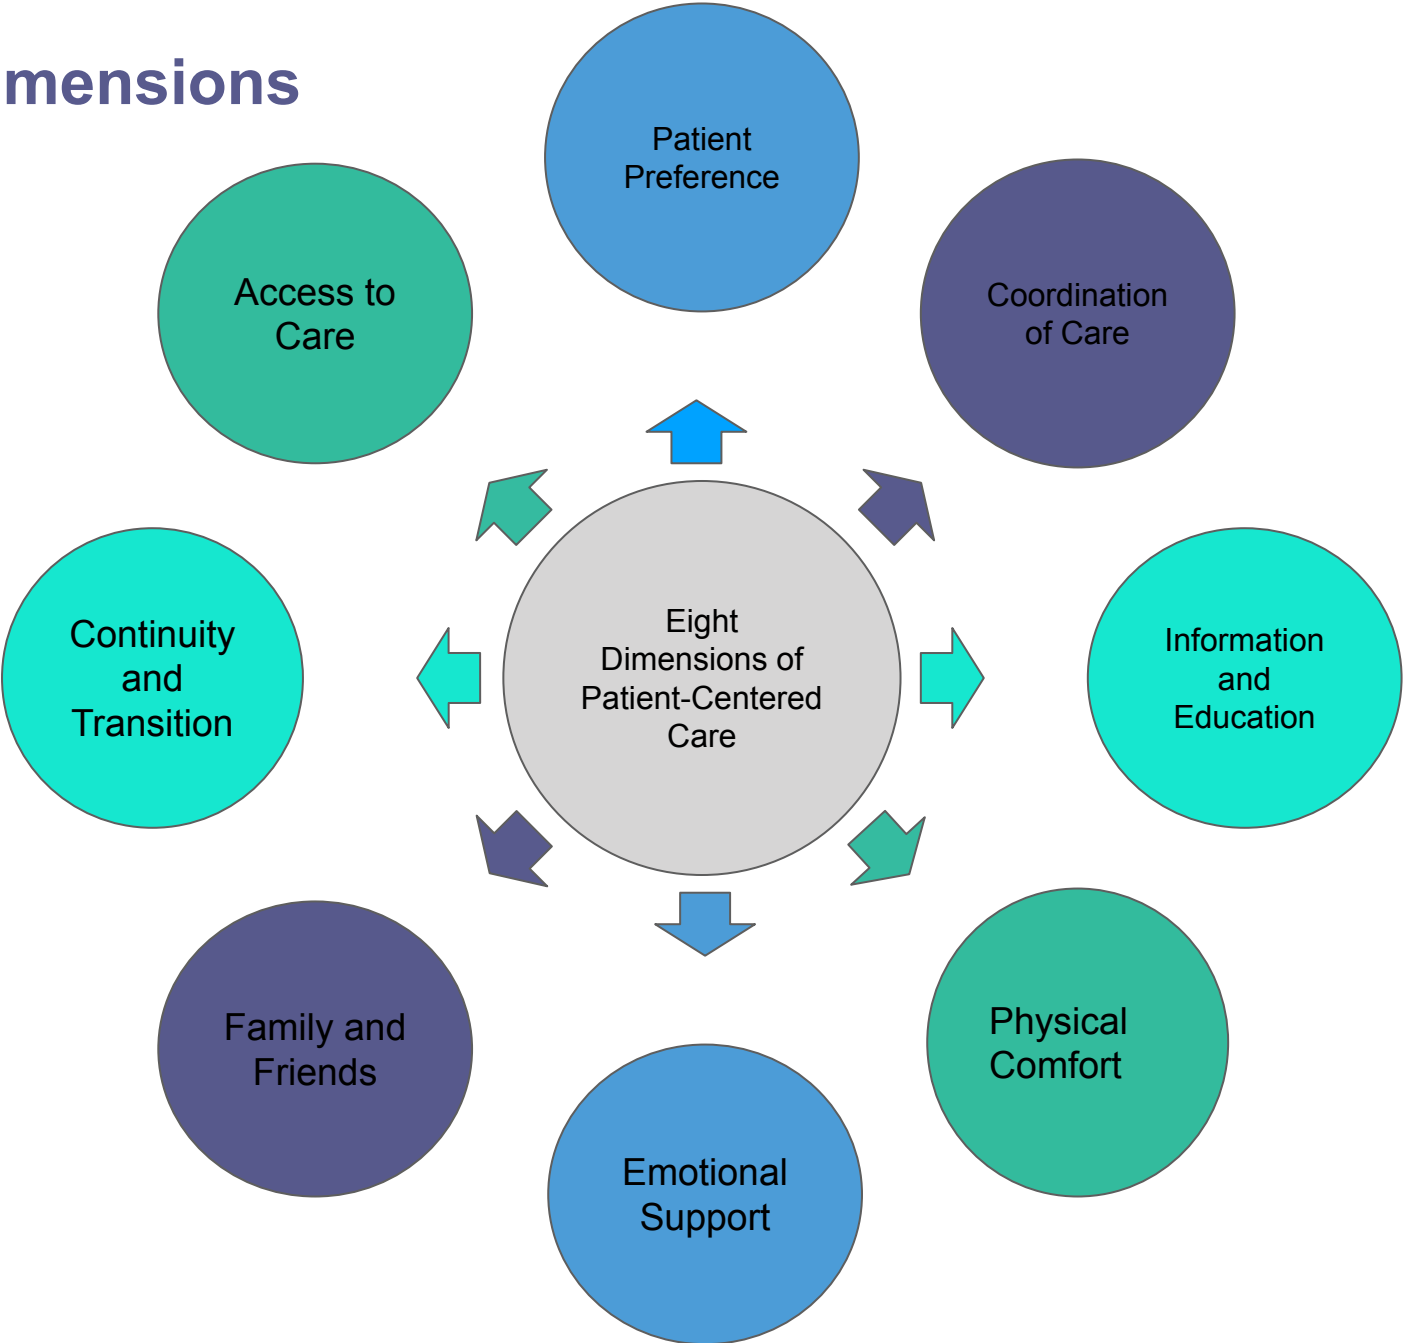 mensions
Patient
Preference
Access to
Care
Coordination
of Care
Continuity
and
Transition
Eight
Dimensions of
Patient-Centered
Care
Information
and
Education
Family and
Friends
Physical
Comfort
Emotional
Support